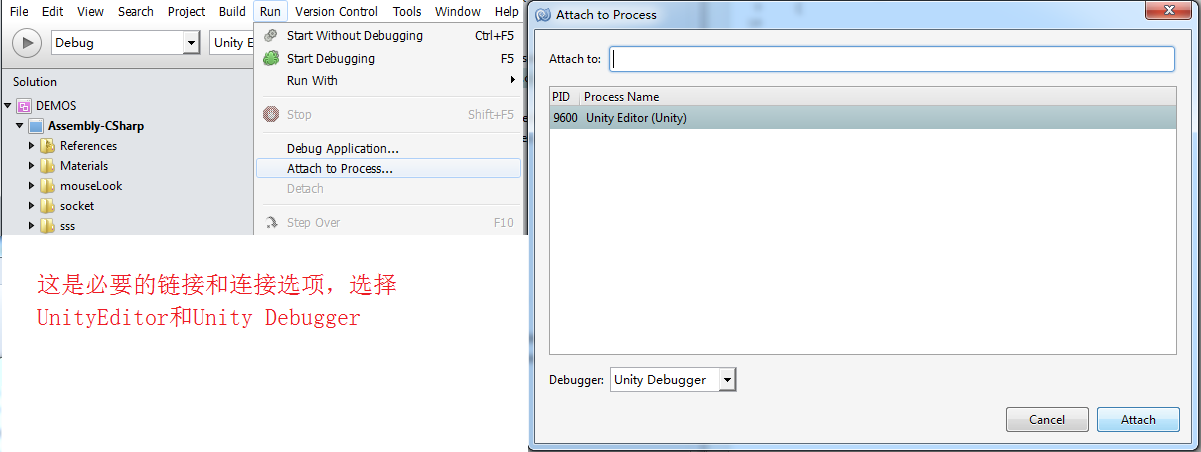 File Edit View Search Project Build Run Version Control Tools Window Help
Debug
Unity E
Solution
DEMOS
Assembly-CSharp
References
Materials
mouseLook
socket
sss
Start Without Debugging Ctrl+F5
Start Debugging F5
Run With
Stop Shift+F5
Debug Application...
Attach to Process...
Detach
Step Over F10
这是必要的链接和连接选项，选择
UnityEditor和Unity Debugger
Attach to Process
Attach to:
PID Process Name
9600 Unity Editor (Unity)
Debugger: Unity Debugger
Cancel Attach